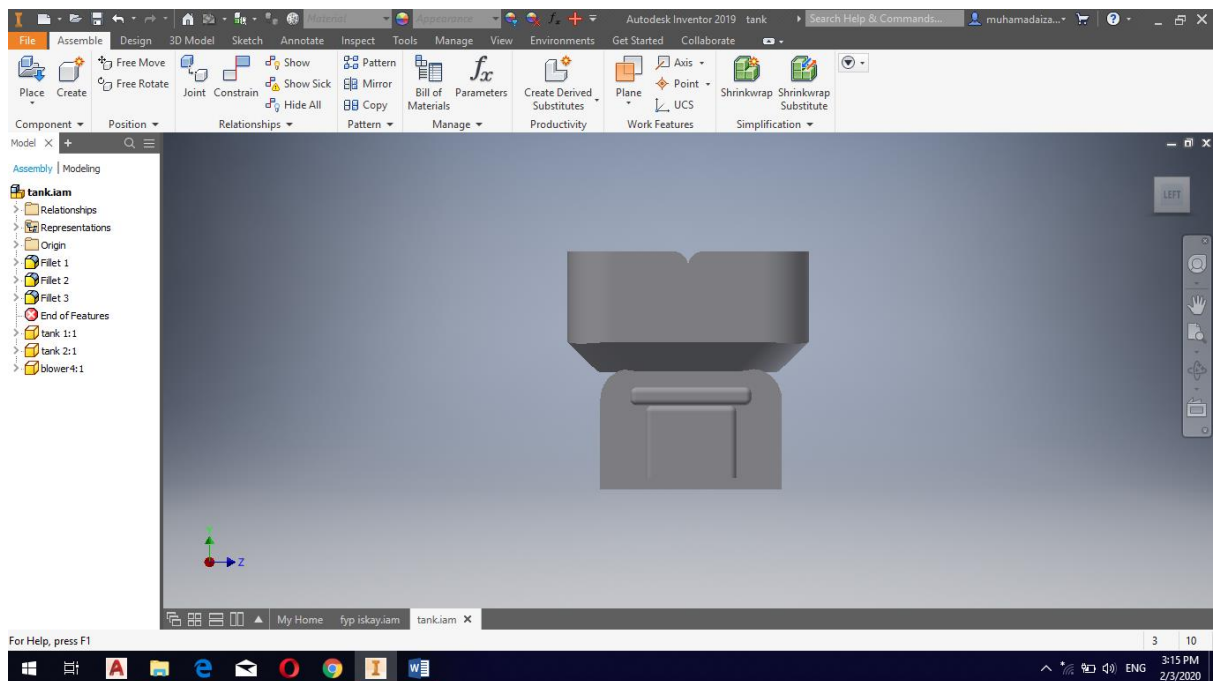 Material Appearance Autodesk Inventor 2019 tank Search Help & Commands... muhamadaiza...
File Assemble Design 3D Model Sketch Annotate Inspect Tools Manage View Environments Get Started Collaborate
Place
Create
Free Move
Free Rotate
Joint
Constrain
Show
Show Sick
Hide All
Pattern
Mirror
Copy
Bill of Materials
fx
Parameters
Create Derived
Substitutes
Plane
Axis
Point
UCS
Shrinkwrap
Shrinkwrap
Substitute
Component Position Relationships Pattern Manage Productivity Work Features Simplification
Model
Assembly | Modeling
tank.iam
Relationships
Representations
Origin
Fillet 1
Fillet 2
Fillet 3
End of Features
tank 1:1
tank 2:1
blower4:1
LEFT
Y
Z
My Home fyp iskay.iam tank.iam
For Help, press F1 3 10
ENG 3:15 PM
2/3/2020